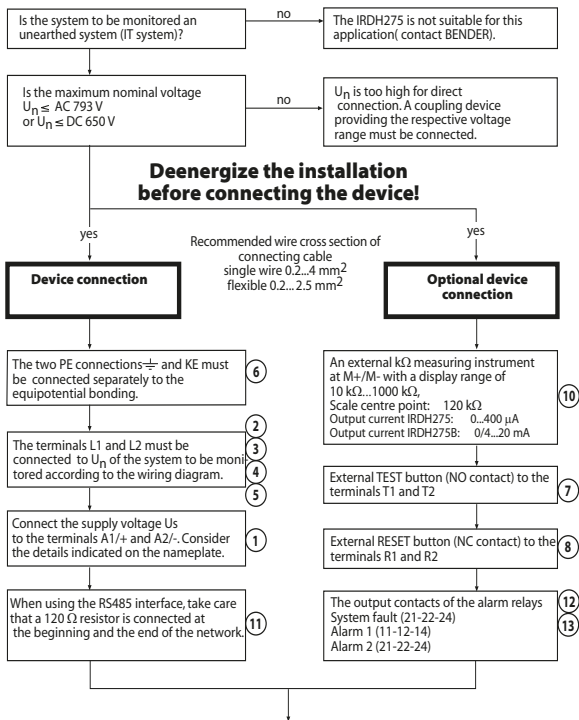 Is the system to be monitored an
unearthed system (IT system)?
no
The IRDH275 is not suitable for this
application( contact BENDER).
Is the maximum nominal voltage
Un ≤ AC 793 V
or Un ≤ DC 650 V
no
Un is too high for direct
connection. A coupling device
providing the respective voltage
range must be connected.
Deenergize the installation
before connecting the device!
yes
Recommended wire cross section of
connecting cable
single wire 0.2...4 mm2
flexible 0.2... 2.5 mm2
yes
Device connection
Optional device
connection
The two PE connections⏚ and KE must
be connected separately to the
equipotential bonding.
6
The terminals L1 and L2 must be
connected to Un of the system to be moni-
tored according to the wiring diagram.
2
3
4
5
Connect the supply voltage Us
to the terminals A1/+ and A2/-. Consider
the details indicated on the nameplate.
1
When using the RS485 interface, take care
that a 120 Ω resistor is connected at
the beginning and the end of the network.
11
An external kΩ measuring instrument
at M+/M- with a display range of
10 kΩ...1000 kΩ,
Scale centre point: 120 kΩ
Output current IRDH275: 0...400 µA
Output current IRDH275B: 0/4...20 mA
10
External TEST button (NO contact) to the
terminals T1 and T2
7
External RESET button (NC contact) to the
terminals R1 and R2
8
The output contacts of the alarm relays
System fault (21-22-24)
Alarm 1 (11-12-14)
Alarm 2 (21-22-24)
12
13